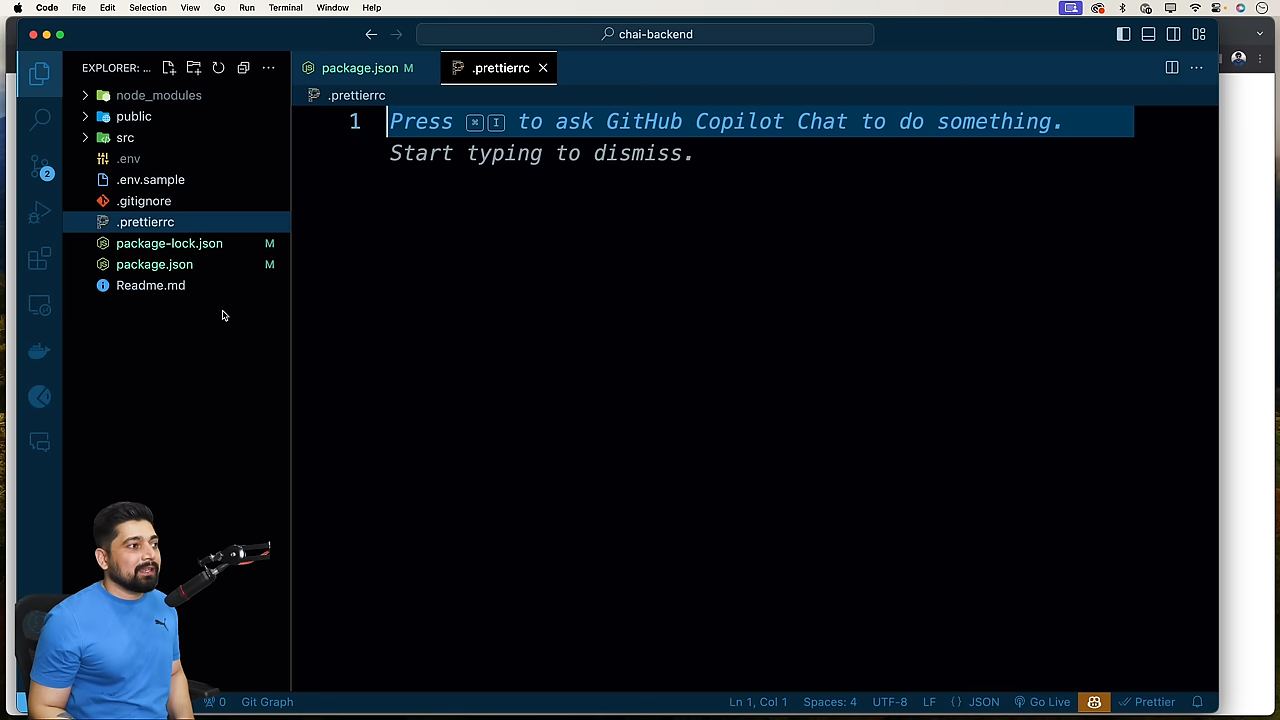 Code File Edit Selection View Go Run Terminal Window Help
chai-backend
EXPLORER: ...
package.json M
.prettierrc
.prettierrc
node_modules
public
src
.env
.env.sample
.gitignore
.prettierrc
package-lock.json M
package.json M
Readme.md
2
1
Press ⌘ I to ask GitHub Copilot Chat to do something.
Start typing to dismiss.
0 Git Graph
Ln 1, Col 1 Spaces: 4 UTF-8 LF {} JSON Go Live Prettier